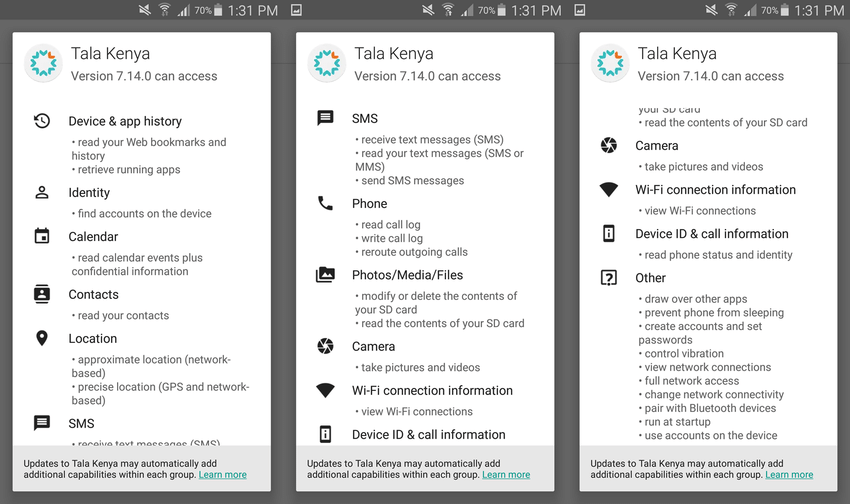 70% 1:31 PM
Tala Kenya
Version 7.14.0 can access
Device & app history
• read your Web bookmarks and
history
• retrieve running apps
Identity
• find accounts on the device
Calendar
• read calendar events plus
confidential information
Contacts
• read your contacts
Location
• approximate location (network-
based)
• precise location (GPS and network-
based)
SMS
• receive text messages (SMS)
Updates to Tala Kenya may automatically add
additional capabilities within each group. Learn more
70% 1:31 PM
Tala Kenya
Version 7.14.0 can access
SMS
• receive text messages (SMS)
• read your text messages (SMS or
MMS)
• send SMS messages
Phone
• read call log
• write call log
• reroute outgoing calls
Photos/Media/Files
• modify or delete the contents of
your SD card
• read the contents of your SD card
Camera
• take pictures and videos
Wi-Fi connection information
• view Wi-Fi connections
Device ID & call information
Updates to Tala Kenya may automatically add
additional capabilities within each group. Learn more
70% 1:31 PM
Tala Kenya
Version 7.14.0 can access
your SD card
• read the contents of your SD card
Camera
• take pictures and videos
Wi-Fi connection information
• view Wi-Fi connections
Device ID & call information
• read phone status and identity
Other
• draw over other apps
• prevent phone from sleeping
• create accounts and set
passwords
• control vibration
• view network connections
• full network access
• change network connectivity
• pair with Bluetooth devices
• run at startup
• use accounts on the device
Updates to Tala Kenya may automatically add
additional capabilities within each group. Learn more